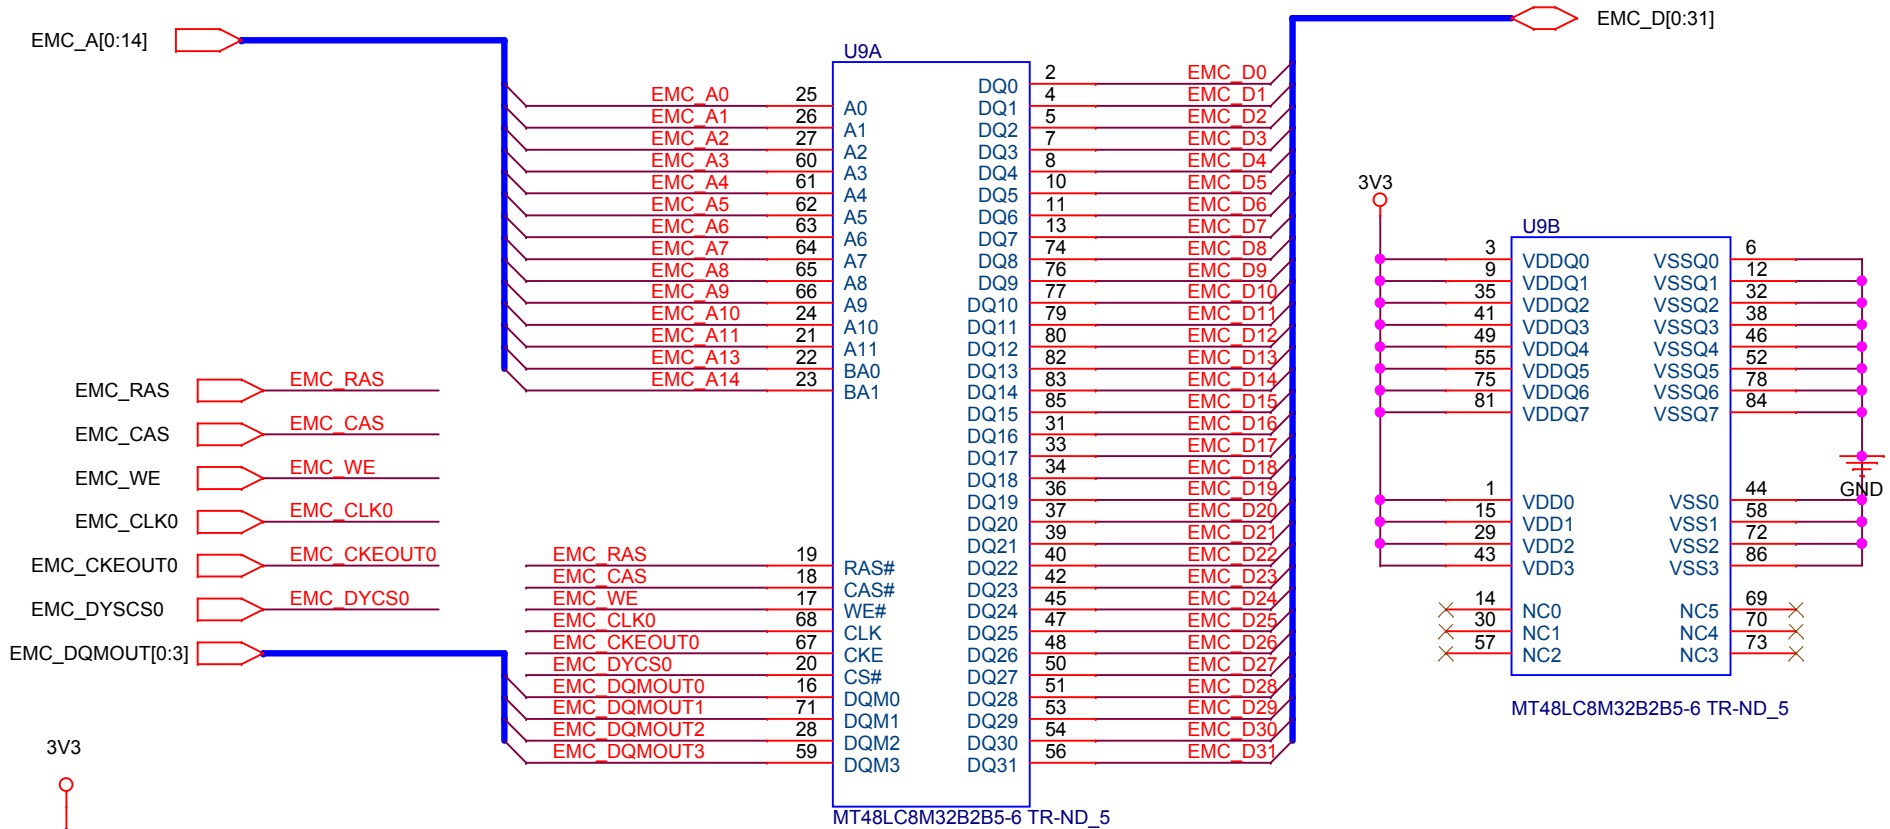 EMC_A[0:14]
EMC_D[0:31]
U9A
EMC_A0 25 A0
EMC_A1 26 A1
EMC_A2 27 A2
EMC_A3 60 A3
EMC_A4 61 A4
EMC_A5 62 A5
EMC_A6 63 A6
EMC_A7 64 A7
EMC_A8 65 A8
EMC_A9 66 A9
EMC_A10 24 A10
EMC_A11 21 A11
EMC_A13 22 BA0
EMC_A14 23 BA1
EMC_RAS EMC_RAS
EMC_CAS EMC_CAS
EMC_WE EMC_WE
EMC_CLK0 EMC_CLK0
EMC_CKEOUT0 EMC_CKEOUT0
EMC_DYSCS0 EMC_DYCS0
EMC_DQMOUT[0:3]
EMC_RAS 19 RAS#
EMC_CAS 18 CAS#
EMC_WE 17 WE#
EMC_CLK0 68 CLK
EMC_CKEOUT0 67 CKE
EMC_DYCS0 20 CS#
EMC_DQMOUT0 16 DQM0
EMC_DQMOUT1 71 DQM1
EMC_DQMOUT2 28 DQM2
EMC_DQMOUT3 59 DQM3
DQ0 2 EMC_D0
DQ1 4 EMC_D1
DQ2 5 EMC_D2
DQ3 7 EMC_D3
DQ4 8 EMC_D4
DQ5 10 EMC_D5
DQ6 11 EMC_D6
DQ7 13 EMC_D7
DQ8 74 EMC_D8
DQ9 76 EMC_D9
DQ10 77 EMC_D10
DQ11 79 EMC_D11
DQ12 80 EMC_D12
DQ13 82 EMC_D13
DQ14 83 EMC_D14
DQ15 85 EMC_D15
DQ16 31 EMC_D16
DQ17 33 EMC_D17
DQ18 34 EMC_D18
DQ19 36 EMC_D19
DQ20 37 EMC_D20
DQ21 39 EMC_D21
DQ22 40 EMC_D22
DQ23 42 EMC_D23
DQ24 45 EMC_D24
DQ25 47 EMC_D25
DQ26 48 EMC_D26
DQ27 50 EMC_D27
DQ28 51 EMC_D28
DQ29 53 EMC_D29
DQ30 54 EMC_D30
DQ31 56 EMC_D31
MT48LC8M32B2B5-6 TR-ND_5
3V3
U9B
3 VDDQ0 VSSQ0 6
9 VDDQ1 VSSQ1 12
35 VDDQ2 VSSQ2 32
41 VDDQ3 VSSQ3 38
49 VDDQ4 VSSQ4 46
55 VDDQ5 VSSQ5 52
75 VDDQ6 VSSQ6 78
81 VDDQ7 VSSQ7 84
GND
1 VDD0 VSS0 44
15 VDD1 VSS1 58
29 VDD2 VSS2 72
43 VDD3 VSS3 86
14 NC0 NC5 69
30 NC1 NC4 70
57 NC2 NC3 73
MT48LC8M32B2B5-6 TR-ND_5
3V3